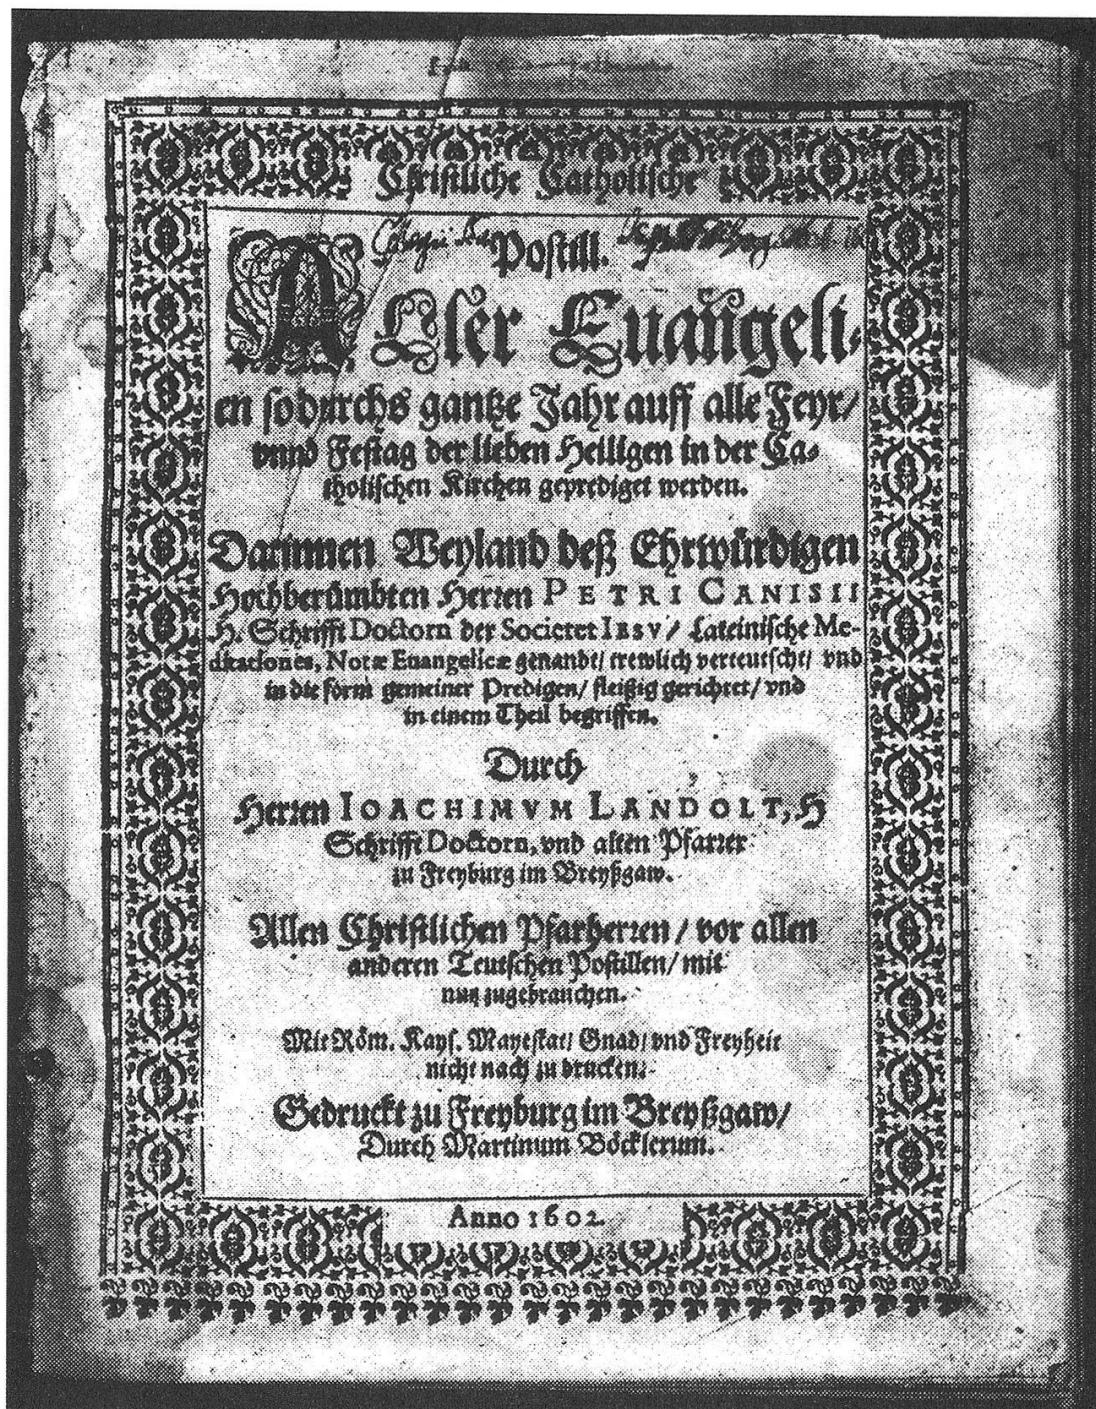 Christliche Catholische
Postill.
ALler Euangeli-
en so durchs gantze Jahr auff alle Feyr/
vnnd Festag der lieben Heiligen in der Ca-
tholischen Kirchen geprediget werden.
Darinnen Weyland deß Ehrwürdigen
Hochberümbten Herren PETRI CANISII
H. Schrifft Doctorn der Societet IESV/ Lateinische Me-
ditationes, Notæ Euangelicæ genandt/ trewlich verteutscht/ vnd
in die form gemeiner Predigen/ fleißig gerichtet/ vnd
in einem Theil begriffen.
Durch
Herren IOACHIMVM LANDOLT, H
Schrifft Doctorn, vnd alten Pfarrer
zu Freyburg im Breyßgaw.
Allen Christlichen Pfarherren / vor allen
anderen Teutschen Postillen/ mit
nutz zugebrauchen.
Mit Röm. Kays. Mayestat/ Gnad/ vnd Freyheit
nicht nach zu drucken.
Gedruckt zu Freyburg im Breyßgaw/
Durch Martinum Böcklerum.
Anno 1602.